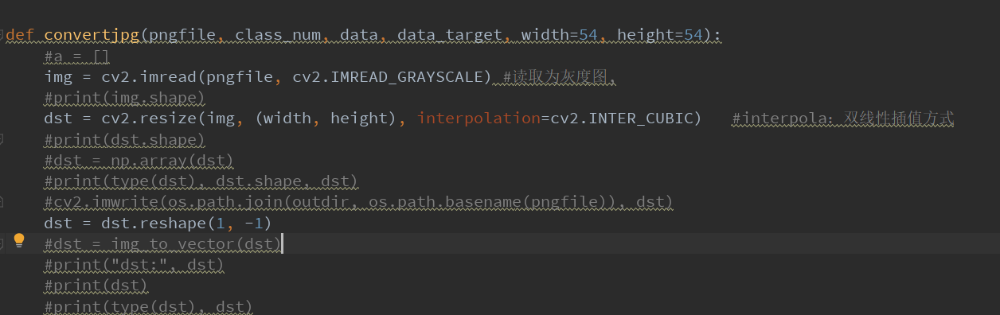 def convertjpg(pngfile, class_num, data, data_target, width=54, height=54):
#a = []
img = cv2.imread(pngfile, cv2.IMREAD_GRAYSCALE) #读取为灰度图,
#print(img.shape)
dst = cv2.resize(img, (width, height), interpolation=cv2.INTER_CUBIC) #interpola: 双线性插值方式
#print(dst.shape)
#dst = np.array(dst)
#print(type(dst), dst.shape, dst)
#cv2.imwrite(os.path.join(outdir, os.path.basename(pngfile)), dst)
dst = dst.reshape(1, -1)
#dst = img_to_vector(dst)
#print("dst:", dst)
#print(dst)
#print(type(dst), dst)